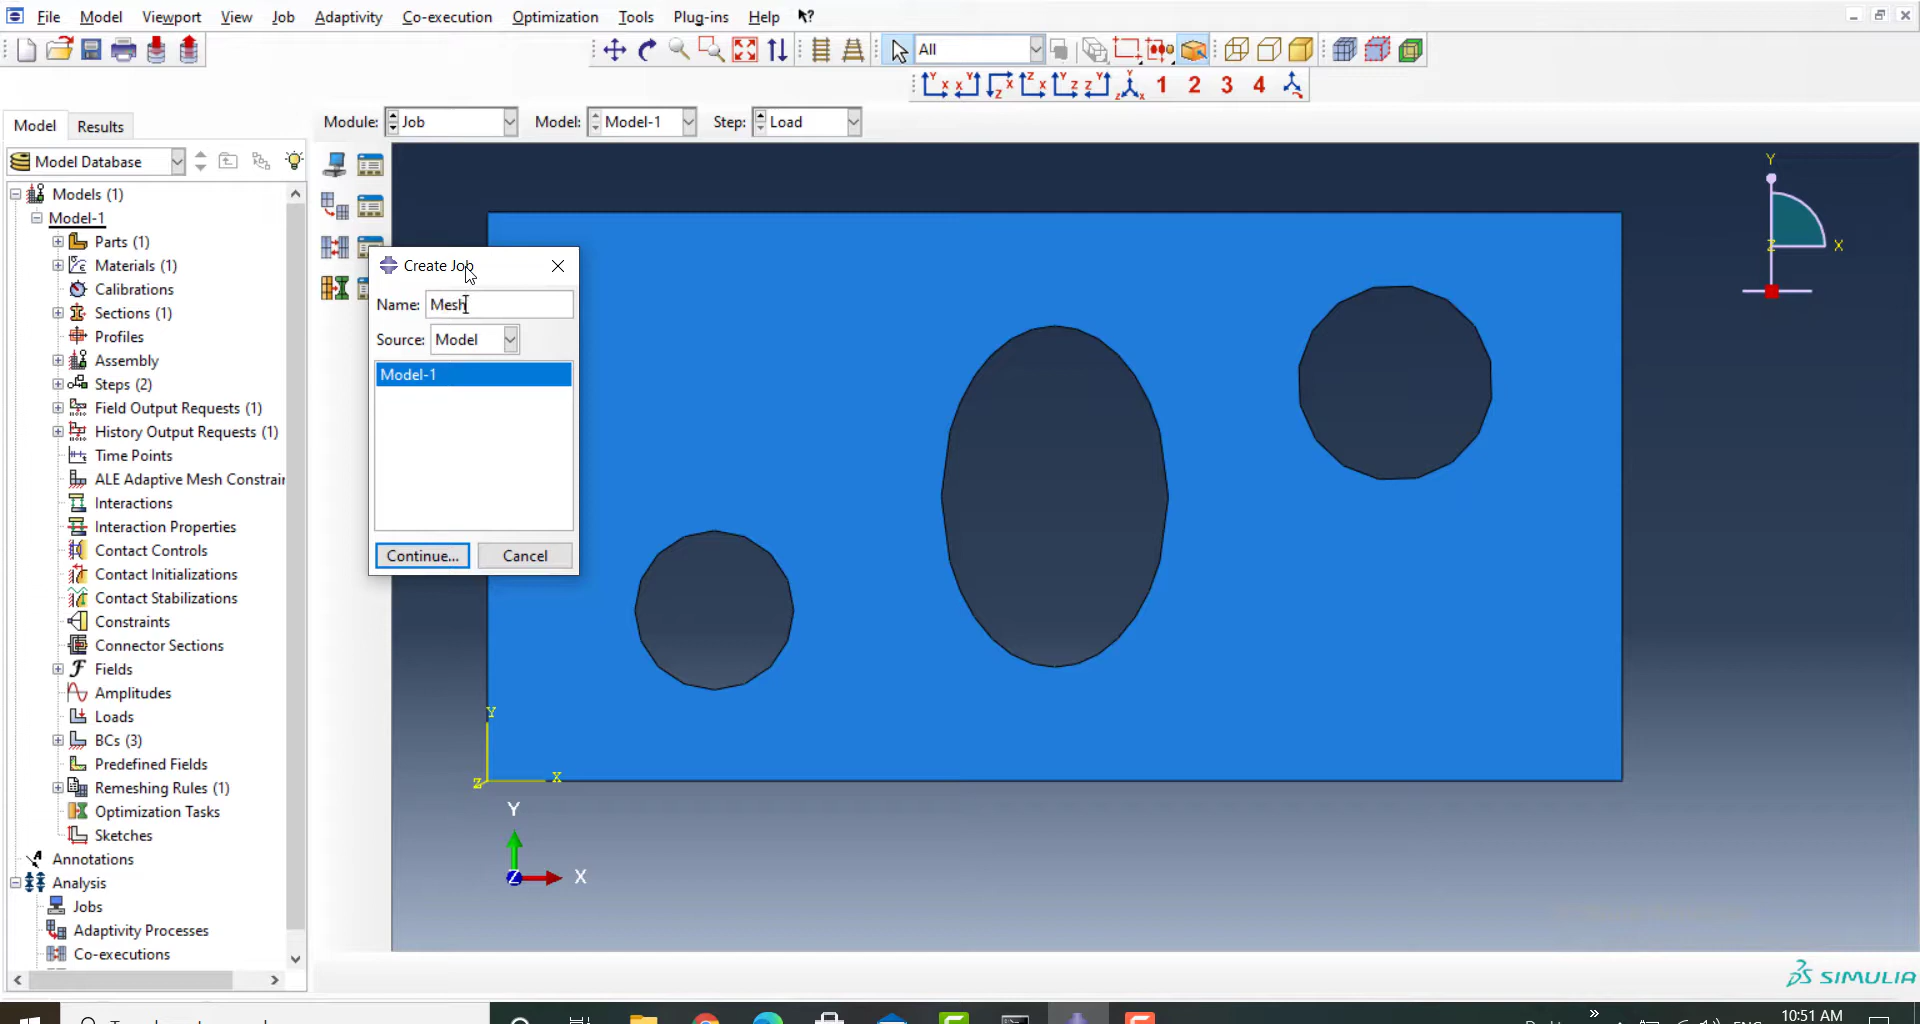 File Model Viewport View Job Adaptivity Co-execution Optimization Tools Plug-ins Help
All
1 2 3 4
Model Results
Module: Job Model: Model-1 Step: Load
Model Database
Models (1)
Model-1
Parts (1)
Materials (1)
Calibrations
Sections (1)
Profiles
Assembly
Steps (2)
Field Output Requests (1)
History Output Requests (1)
Time Points
ALE Adaptive Mesh Constrai
Interactions
Interaction Properties
Contact Controls
Contact Initializations
Contact Stabilizations
Constraints
Connector Sections
Fields
Amplitudes
Loads
BCs (3)
Predefined Fields
Remeshing Rules (1)
Optimization Tasks
Sketches
Annotations
Analysis
Jobs
Adaptivity Processes
Co-executions
Create Job
Name: Mesh
Source: Model
Model-1
Continue... Cancel
Y
X
Z
Y
X
Z
Y
X
Z
SIMULIA
10:51 AM